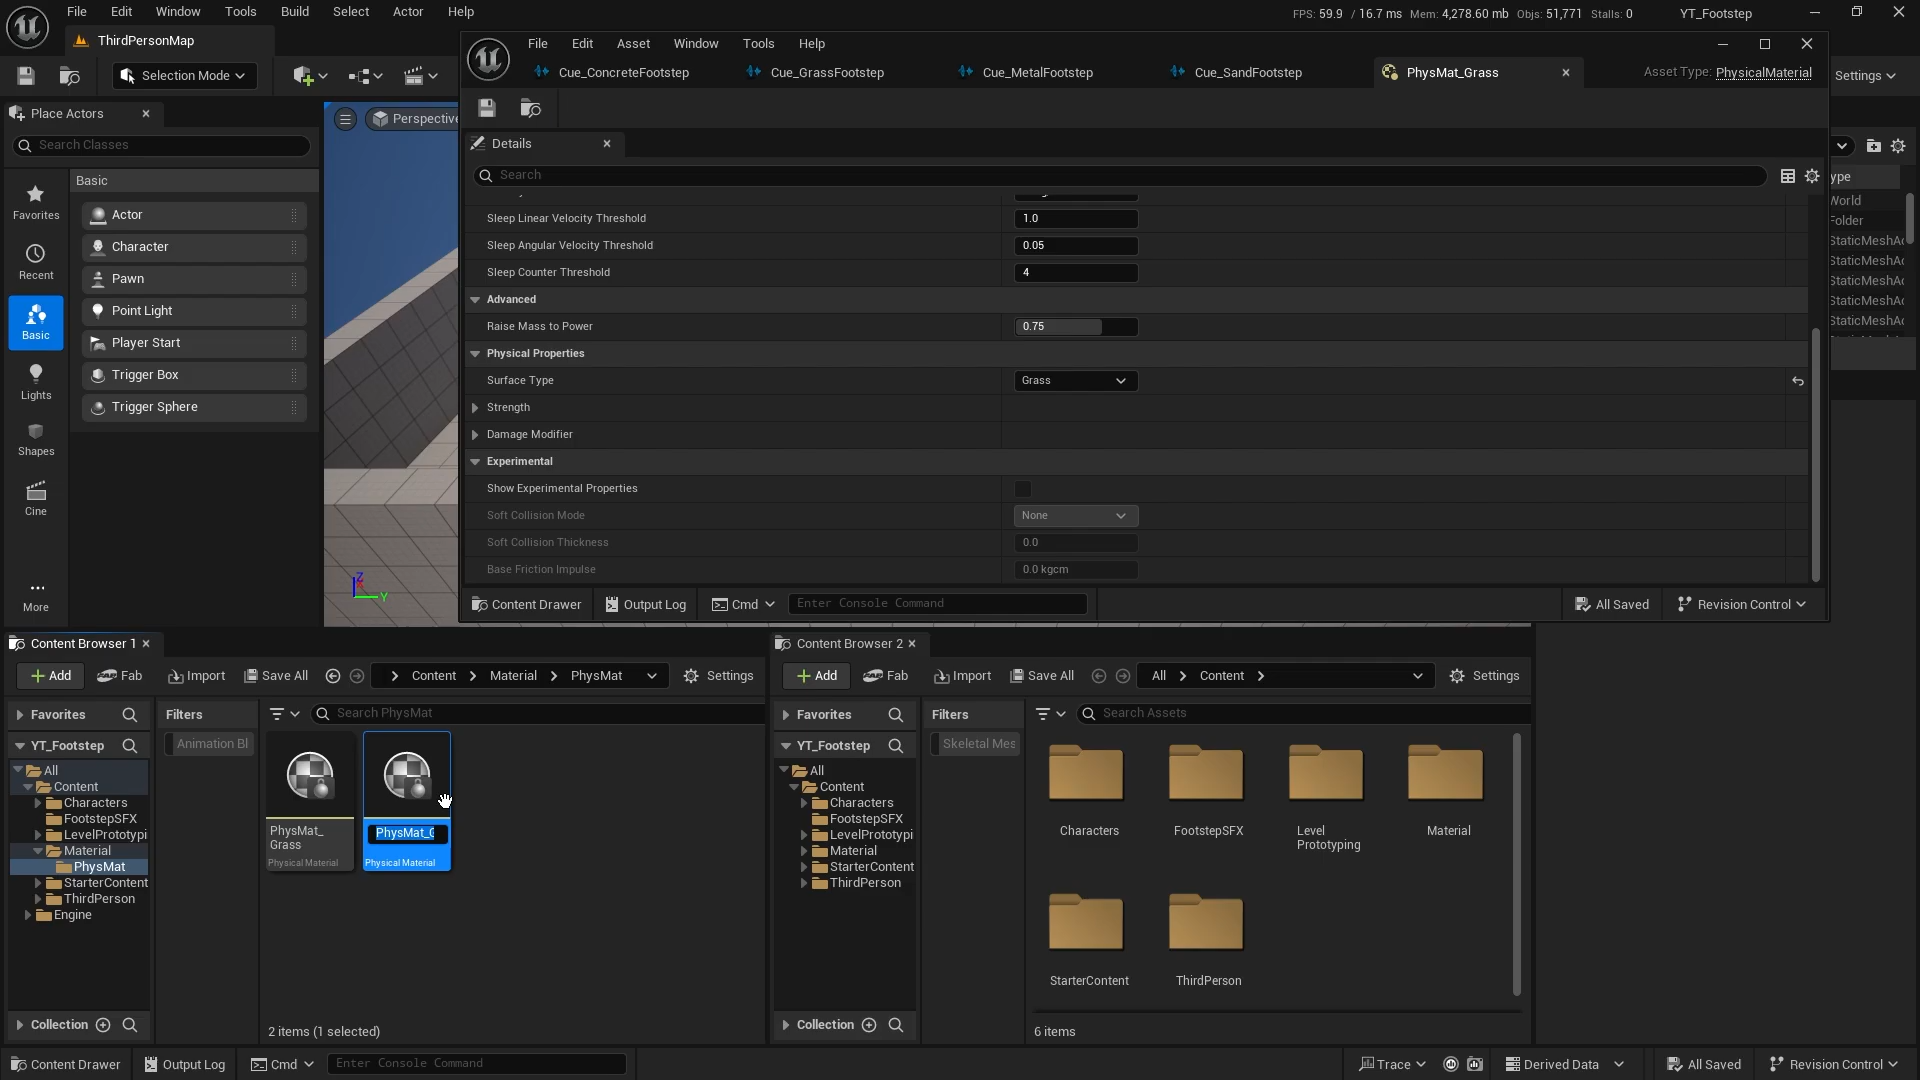 File Edit Window Tools Build Select Actor Help
FPS: 59.9 / 16.7 ms Mem: 4,278.60 mb Objs: 51,771 Stalls: 0 YT_Footstep
ThirdPersonMap
Selection Mode
Settings
File Edit Asset Window Tools Help
Cue_ConcreteFootstep Cue_GrassFootstep Cue_MetalFootstep Cue_SandFootstep PhysMat_Grass Asset Type: PhysicalMaterial
Place Actors
Search Classes
Basic
Favorites
Recent
Basic
Lights
Shapes
Cine
More
Actor
Character
Pawn
Point Light
Player Start
Trigger Box
Trigger Sphere
Perspective
Details
Search
Sleep Linear Velocity Threshold 1.0
Sleep Angular Velocity Threshold 0.05
Sleep Counter Threshold 4
Advanced
Raise Mass to Power 0.75
Physical Properties
Surface Type Grass
Strength
Damage Modifier
Experimental
Show Experimental Properties
Soft Collision Mode None
Soft Collision Thickness 0.0
Base Friction Impulse 0.0 kgcm
Content Drawer Output Log Cmd Enter Console Command All Saved Revision Control
ype
World
Folder
StaticMeshAc
StaticMeshAc
StaticMeshAc
StaticMeshAc
StaticMeshAc
Z
Y
Content Browser 1
Add Fab Import Save All Content Material PhysMat Settings
Favorites
YT_Footstep
All
Content
Characters
FootstepSFX
LevelPrototypi
Material
PhysMat
StarterContent
ThirdPerson
Engine
Collection
Filters
Animation Bl
Search PhysMat
PhysMat_
Grass
Physical Material
PhysMat_G
Physical Material
2 items (1 selected)
Content Browser 2
Add Fab Import Save All All Content Settings
Favorites
YT_Footstep
All
Content
Characters
FootstepSFX
LevelPrototypi
Material
StarterContent
ThirdPerson
Collection
Filters
Skeletal Mes
Search Assets
Characters FootstepSFX Level
Prototyping Material
StarterContent ThirdPerson
6 items
Content Drawer Output Log Cmd Enter Console Command Trace Derived Data All Saved Revision Control